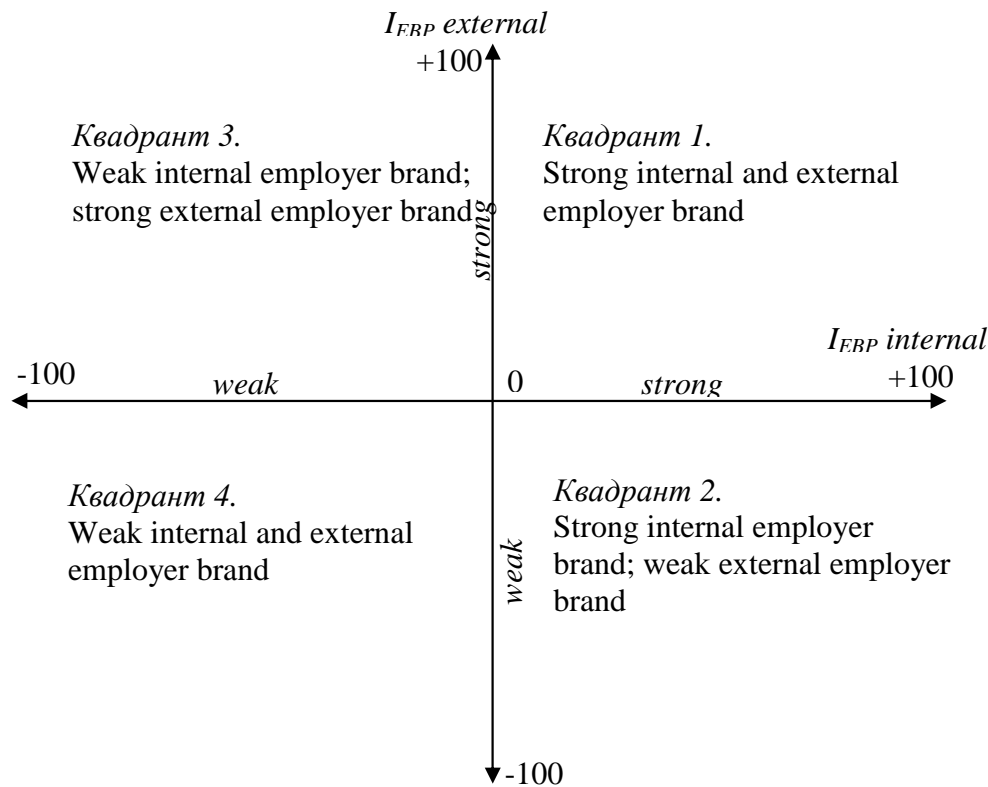 I_EBP external
+100
Квадрант 3.
Weak internal employer brand;
strong external employer brand
Квадрант 1.
Strong internal and external
employer brand
strong
I_EBP internal
-100
weak
0
strong
+100
Квадрант 4.
Weak internal and external
employer brand
Квадрант 2.
Strong internal employer
brand; weak external employer
brand
weak
-100